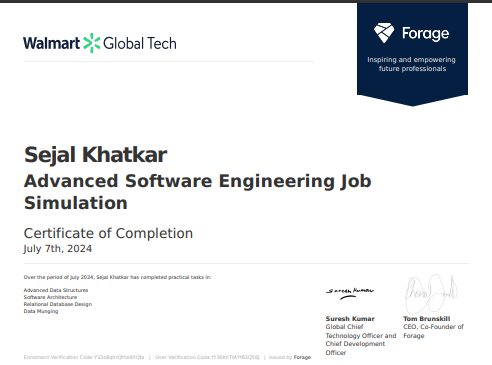 Walmart Global Tech
Forage
Inspiring and empowering
future professionals
Sejal Khatkar
Advanced Software Engineering Job
Simulation
Certificate of Completion
July 7th, 2024
Over the period of July 2024, Sejal Khatkar has completed practical tasks in:
Advanced Data Structures
Software Architecture
Relational Database Design
Data Munging
Suresh Kumar
Suresh Kumar
Global Chief
Technology Officer and
Chief Development
Officer
Tom Brunskill
CEO, Co-Founder of
Forage
Enrolment Verification Code | User Verification Code | Issued by Forage